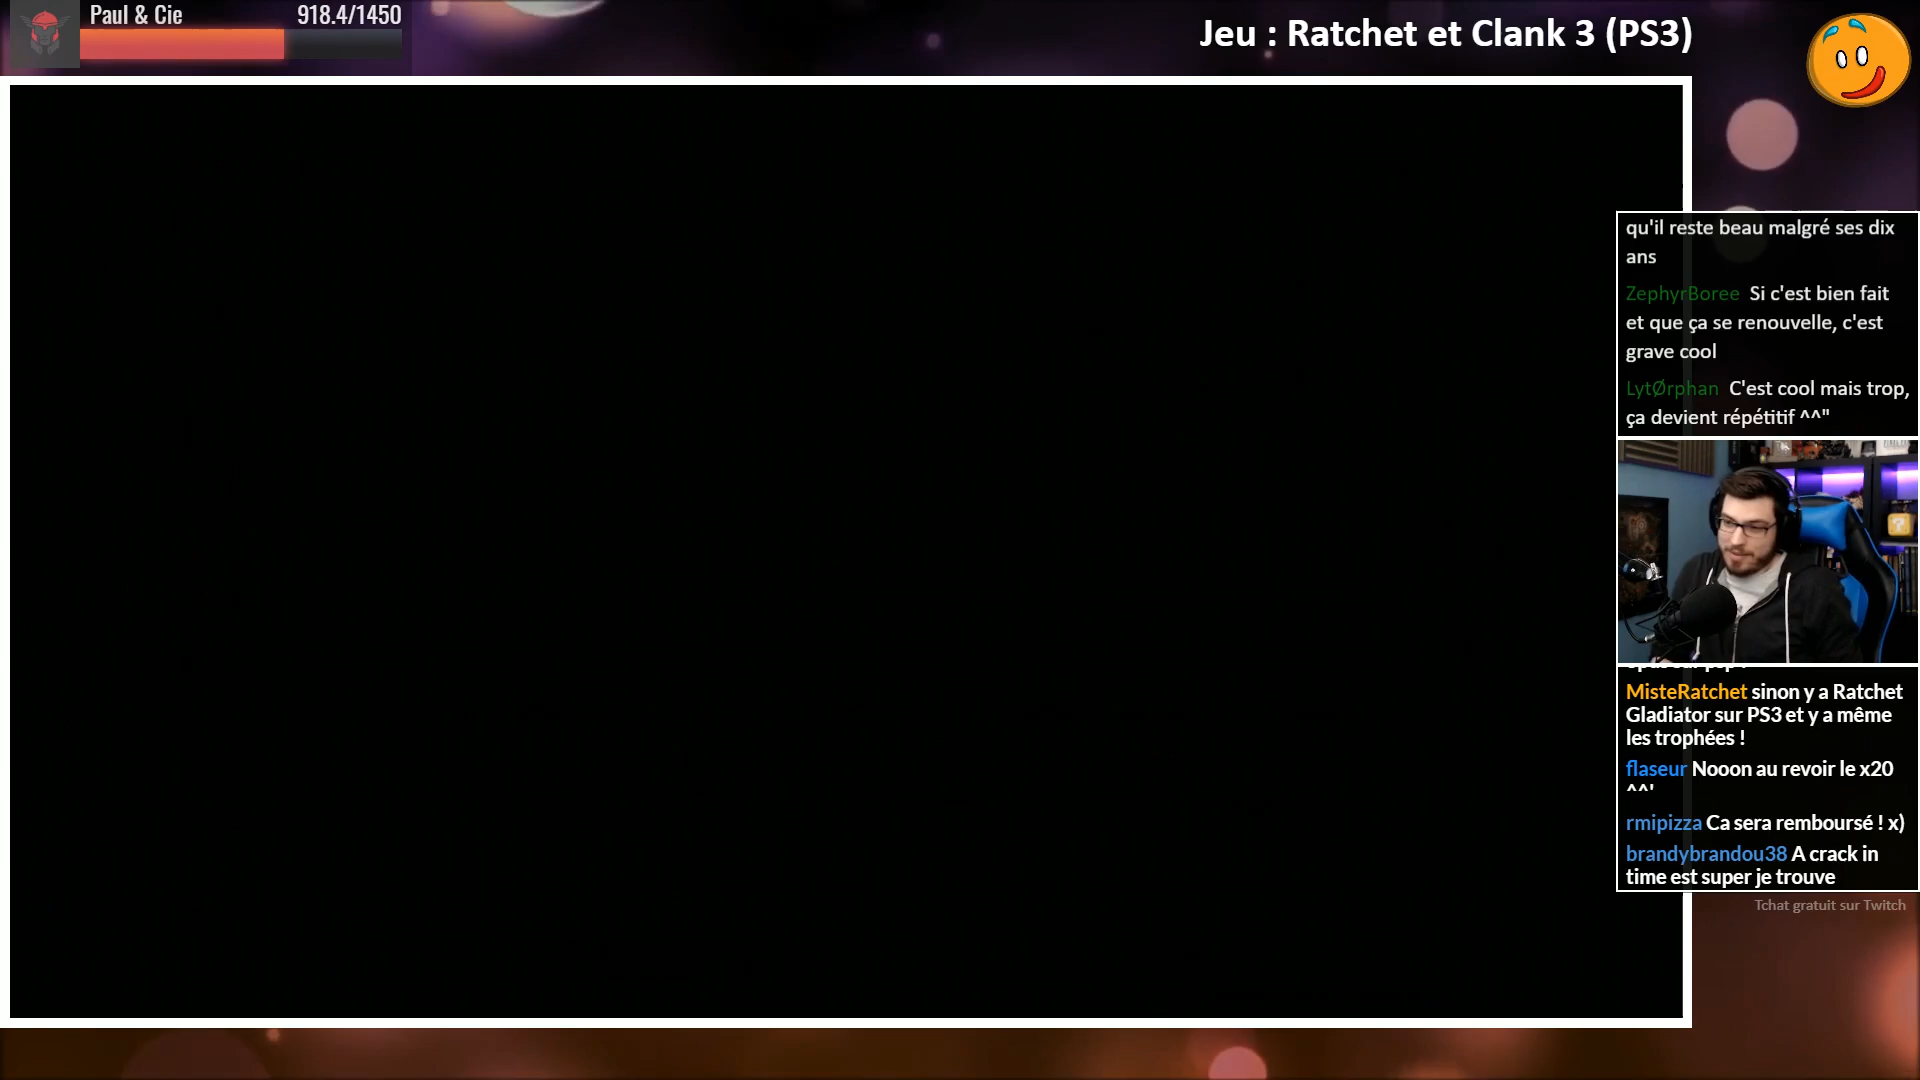 Paul & Cie
918.4/1450
Jeu : Ratchet et Clank 3 (PS3)
qu'il reste beau malgré ses dix
ans
ZephyrBoree Si c'est bien fait
et que ça se renouvelle, c'est
grave cool
LytØrphan C'est cool mais trop,
ça devient répétitif ^^"
MisteRatchet sinon y a Ratchet
Gladiator sur PS3 et y a même
les trophées !
flaseur Nooon au revoir le x20
^^'
rmipizza Ca sera remboursé ! x)
brandybrandou38 A crack in
time est super je trouve
Tchat gratuit sur Twitch